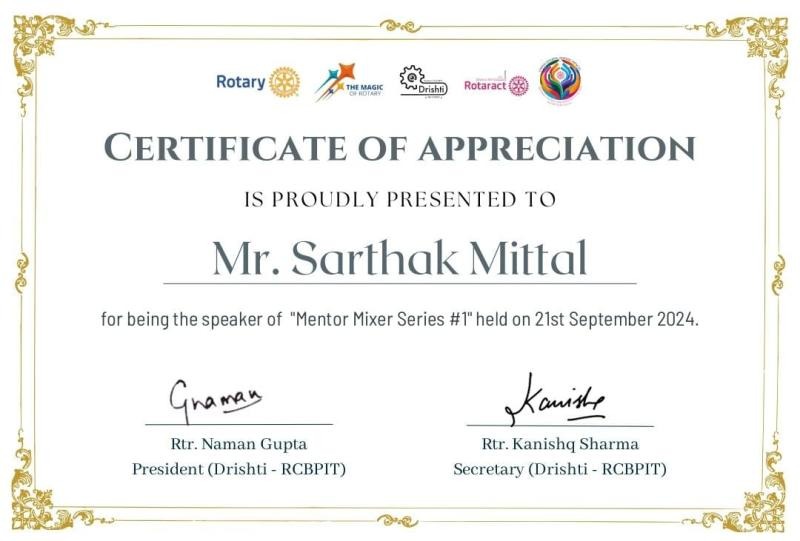 Rotary
THE MAGIC
OF ROTARY
Drishti
Rotaract
CERTIFICATE OF APPRECIATION
IS PROUDLY PRESENTED TO
Mr. Sarthak Mittal
for being the speaker of "Mentor Mixer Series #1" held on 21st September 2024.
Gnaman
Kanishq
Rtr. Naman Gupta
Rtr. Kanishq Sharma
President (Drishti - RCBPIT)
Secretary (Drishti - RCBPIT)